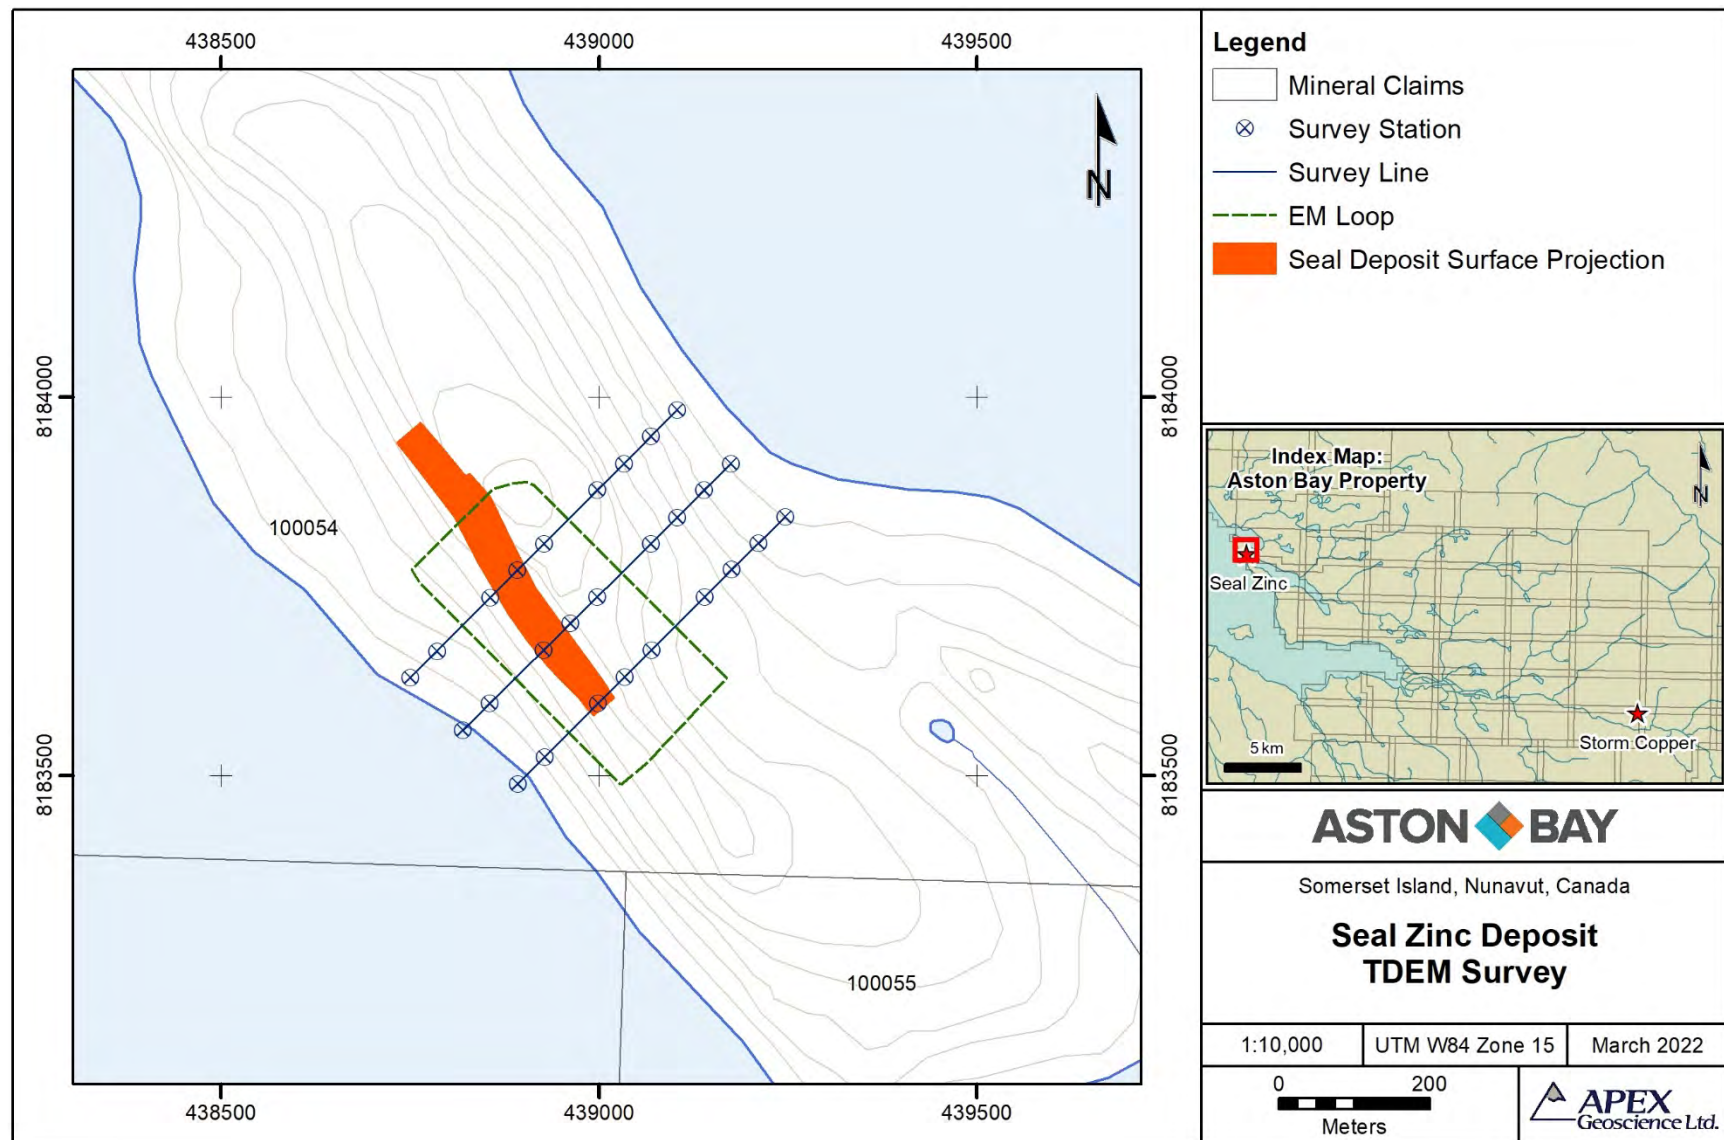 438500
439000
439500
8184000
8184000
8183500
8183500
100054
100055
N
438500
439000
439500
Legend
Mineral Claims
Survey Station
Survey Line
EM Loop
Seal Deposit Surface Projection
Index Map:
Aston Bay Property
N
Seal Zinc
Storm Copper
5 km
ASTON BAY
Somerset Island, Nunavut, Canada
Seal Zinc Deposit
TDEM Survey
1:10,000
UTM W84 Zone 15
March 2022
0 200
Meters
APEX
Geoscience Ltd.